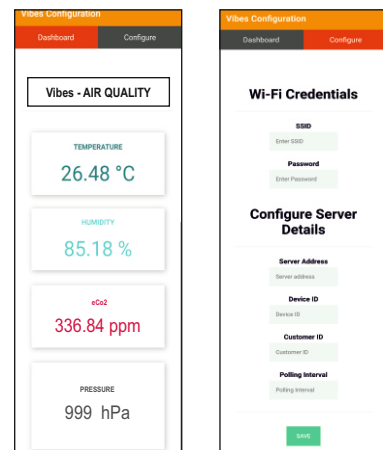 Vibes Configuration
Dashboard
Configure
Vibes - AIR QUALITY
TEMPERATURE
26.48 °C
HUMIDITY
85.18 %
eCo2
336.84 ppm
PRESSURE
999 hPa
Vibes Configuration
Dashboard
Configure
Wi-Fi Credentials
SSID
Enter SSID
Password
Enter Password
Configure Server
Details
Server Address
Server address
Device ID
Device ID
Customer ID
Customer ID
Polling Interval
Polling Interval
SAVE